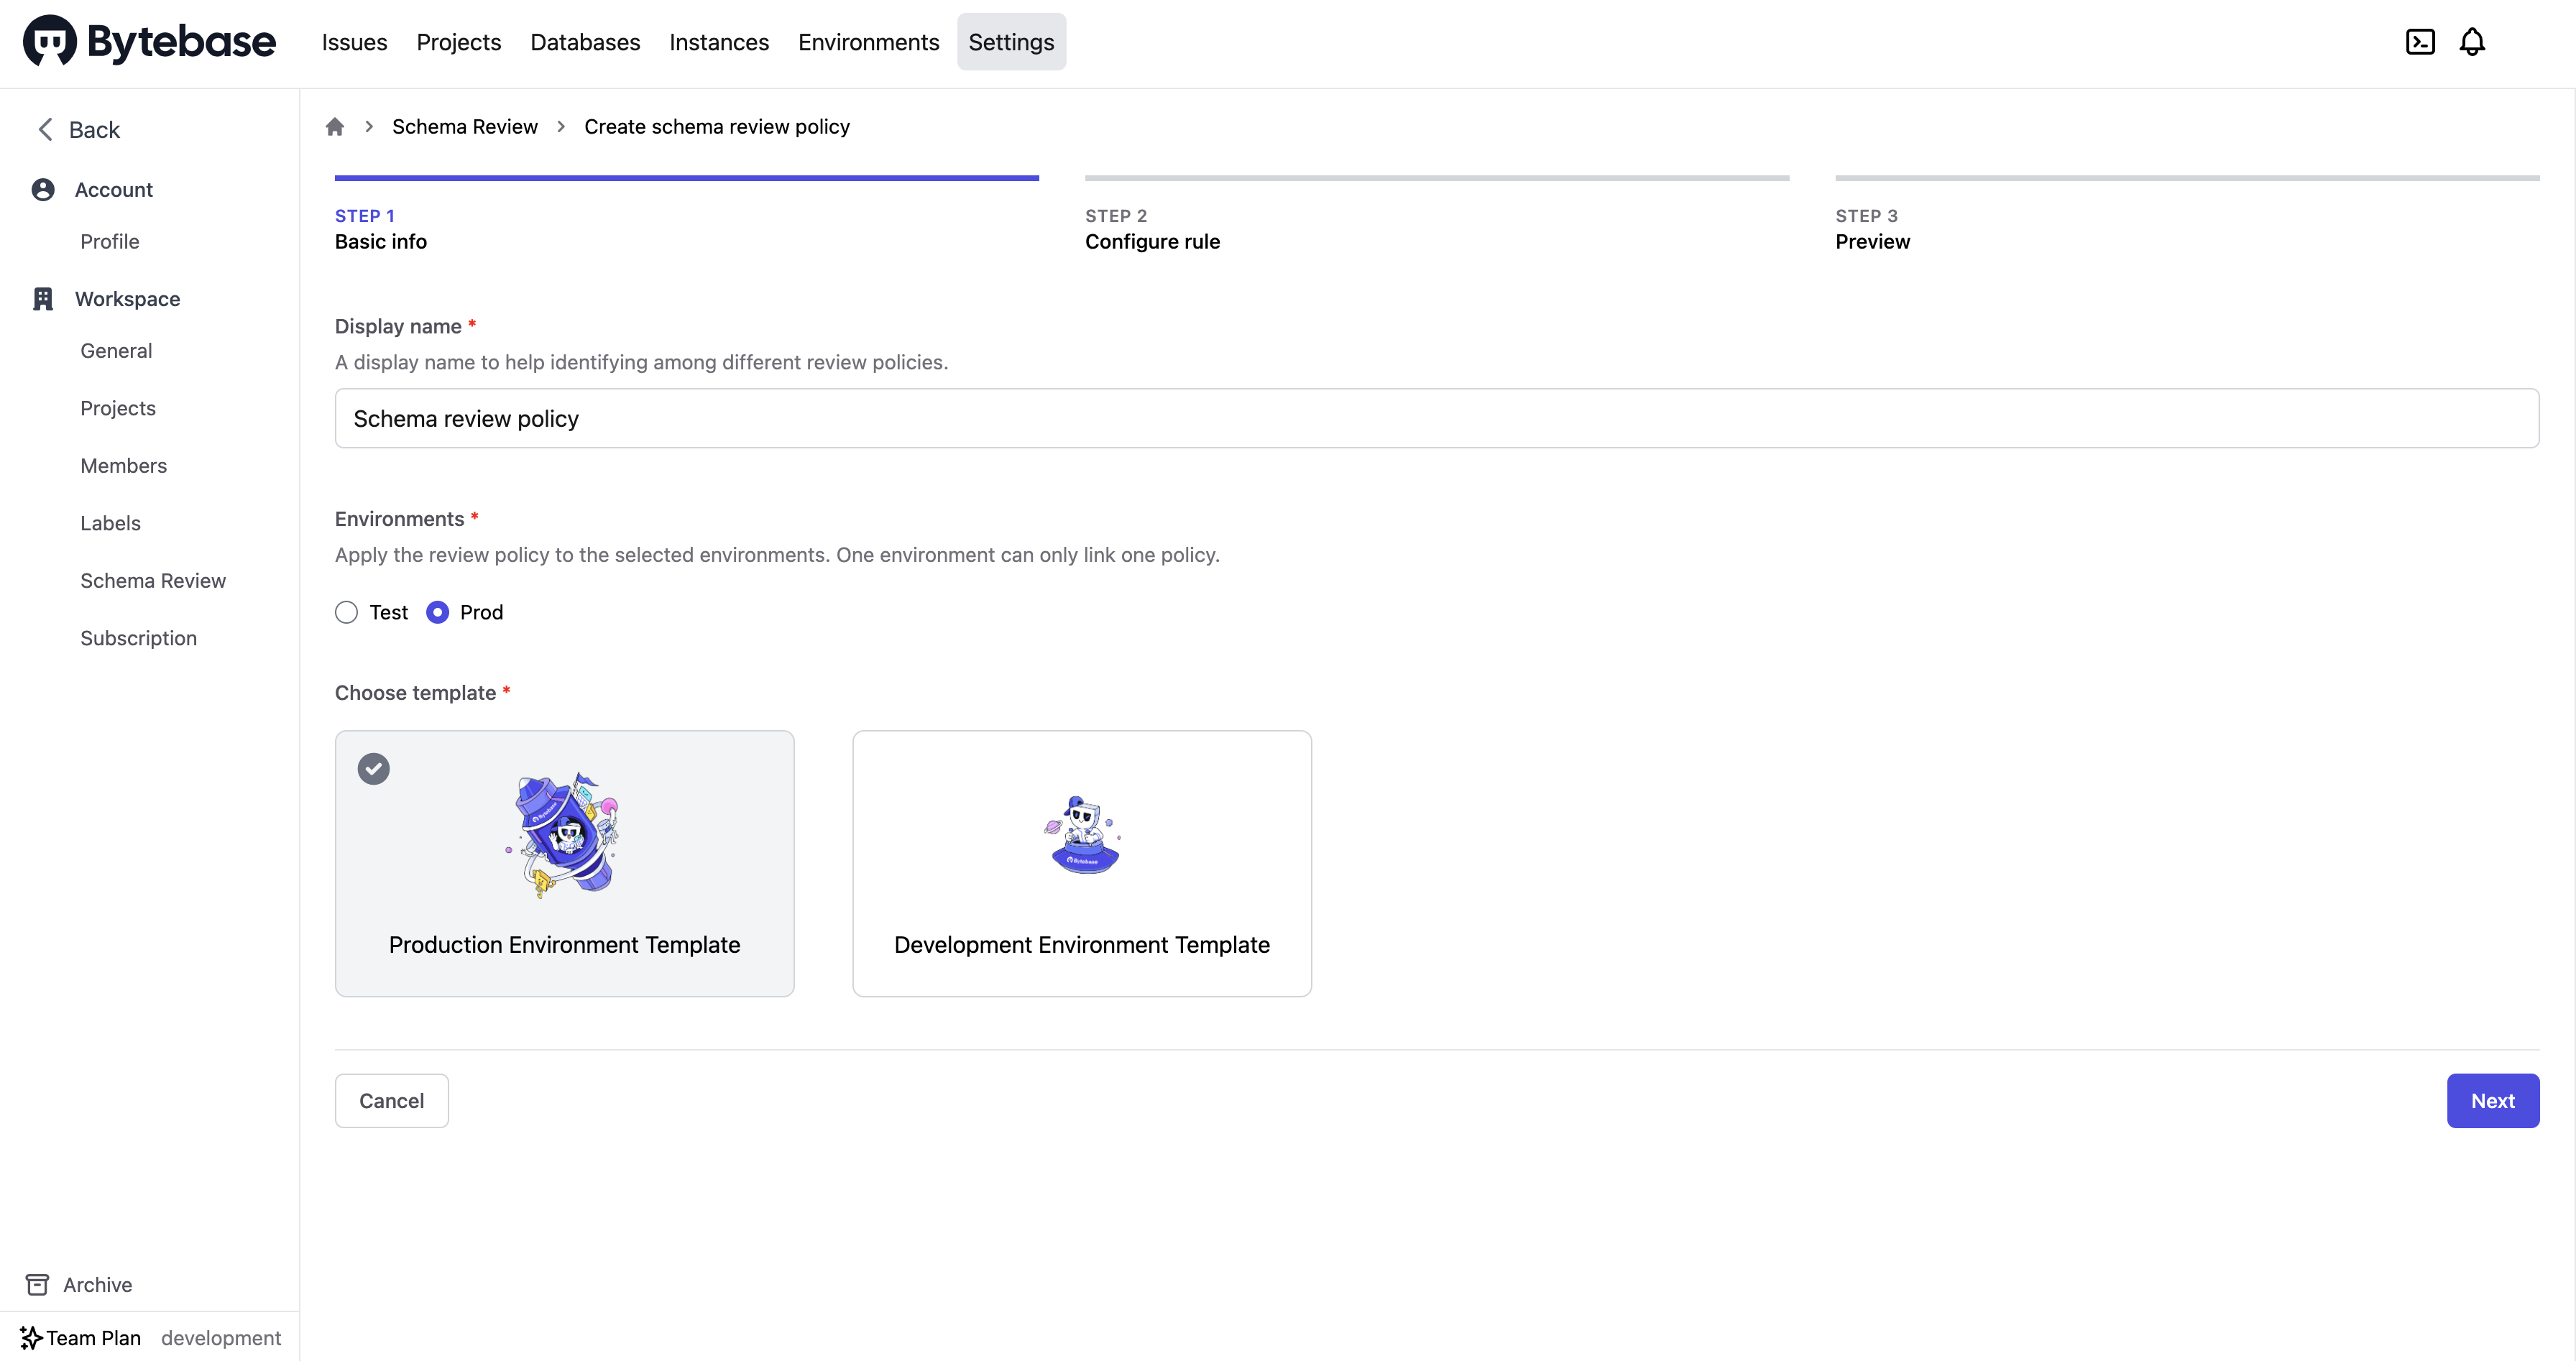 Bytebase
Issues Projects Databases Instances Environments Settings
Back
Account
Profile
Workspace
General
Projects
Members
Labels
Schema Review
Subscription
Archive
Team Plan development
Schema Review Create schema review policy
STEP 1
Basic info
STEP 2
Configure rule
STEP 3
Preview
Display name *
A display name to help identifying among different review policies.
Schema review policy
Environments *
Apply the review policy to the selected environments. One environment can only link one policy.
Test Prod
Choose template *
Bytebase
Production Environment Template
Bytebase
Development Environment Template
Cancel
Next